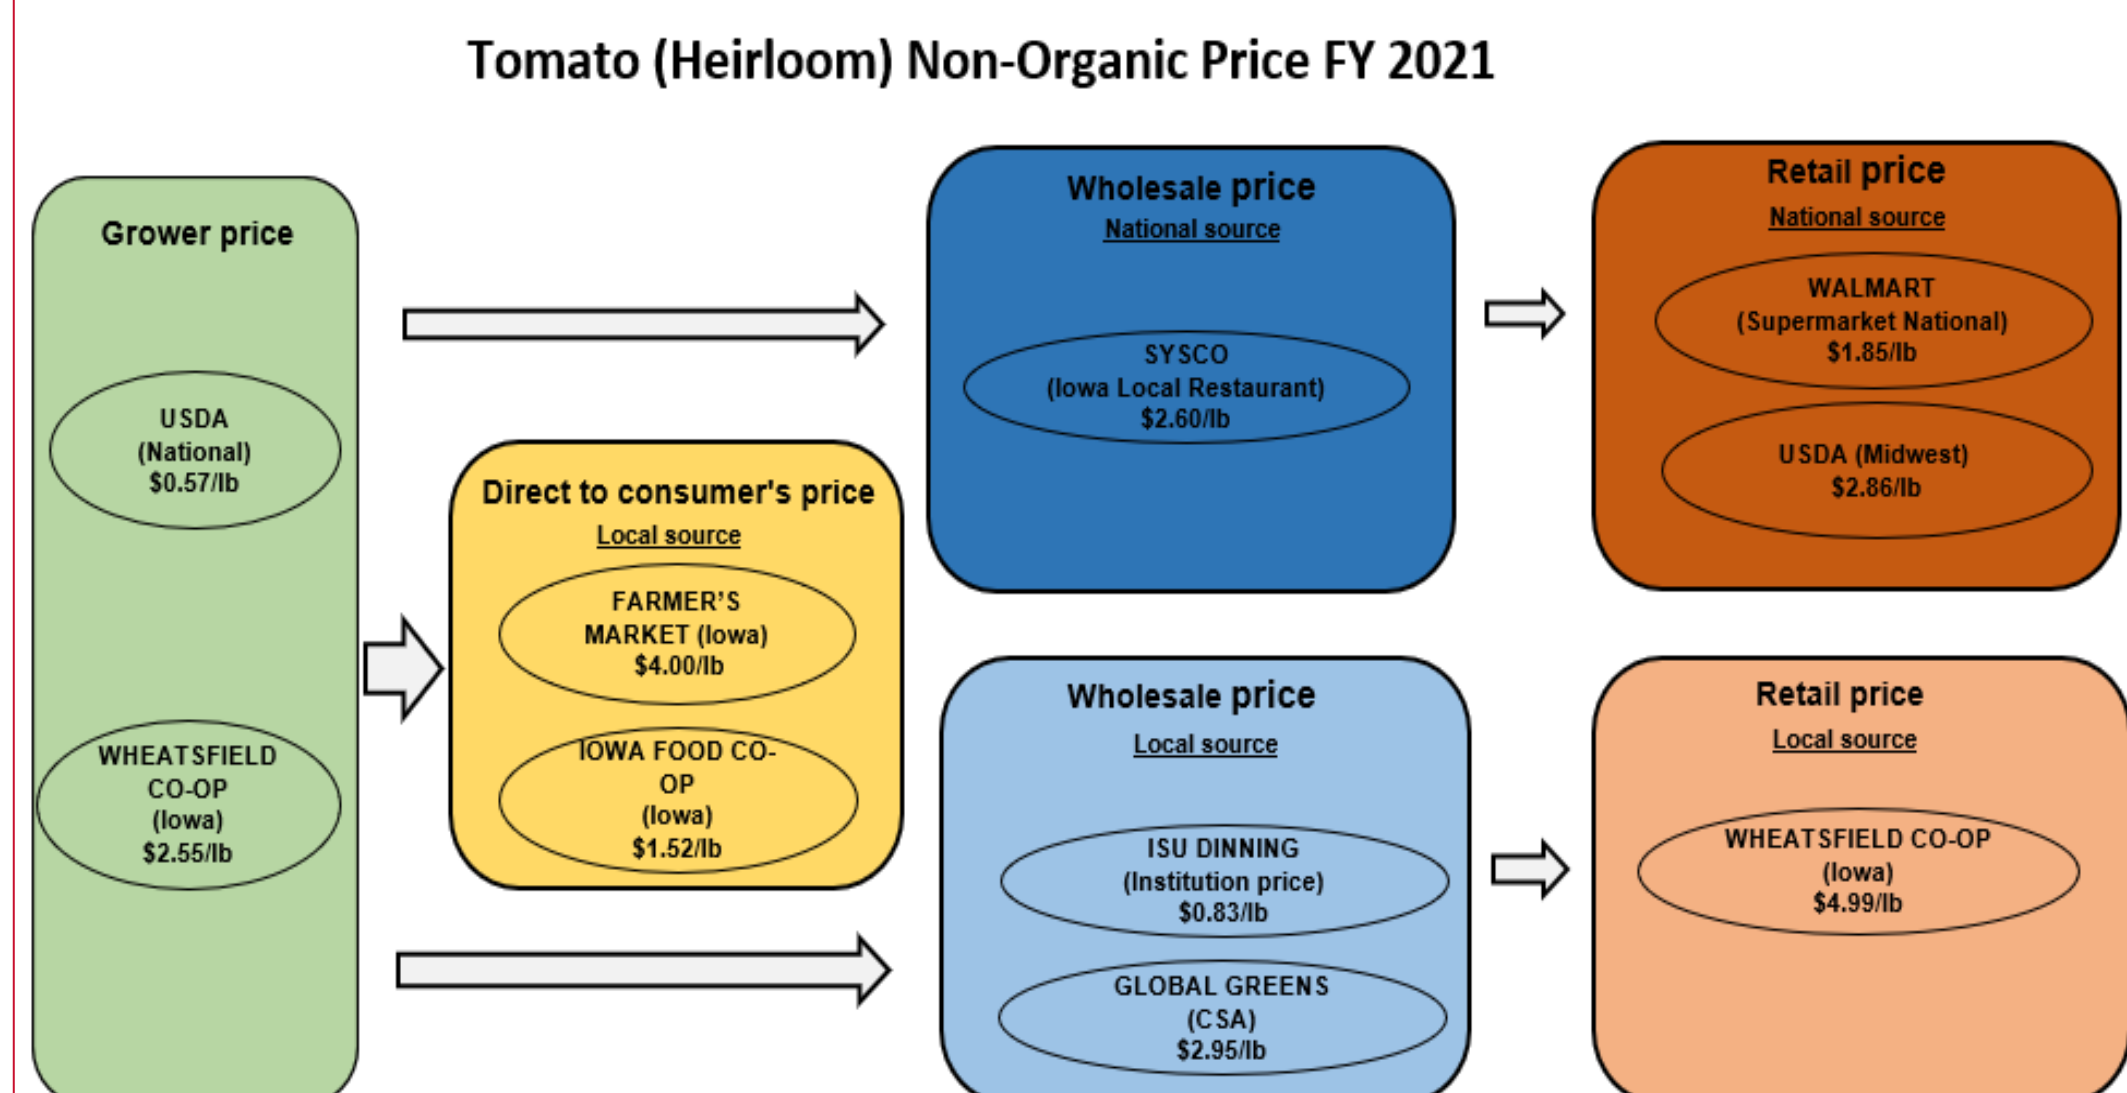 Tomato (Heirloom) Non-Organic Price FY 2021
Grower price
USDA
(National)
$0.57/lb
WHEATSFIELD
CO-OP
(Iowa)
$2.55/lb
Direct to consumer's price
Local source
FARMER’S
MARKET (Iowa)
$4.00/lb
IOWA FOOD CO-
OP
(Iowa)
$1.52/lb
Wholesale price
National source
SYSCO
(Iowa Local Restaurant)
$2.60/lb
Retail price
National source
WALMART
(Supermarket National)
$1.85/lb
USDA (Midwest)
$2.86/lb
Wholesale price
Local source
ISU DINNING
(Institution price)
$0.83/lb
GLOBAL GREENS
(CSA)
$2.95/lb
Retail price
Local source
WHEATSFIELD CO-OP
(Iowa)
$4.99/lb